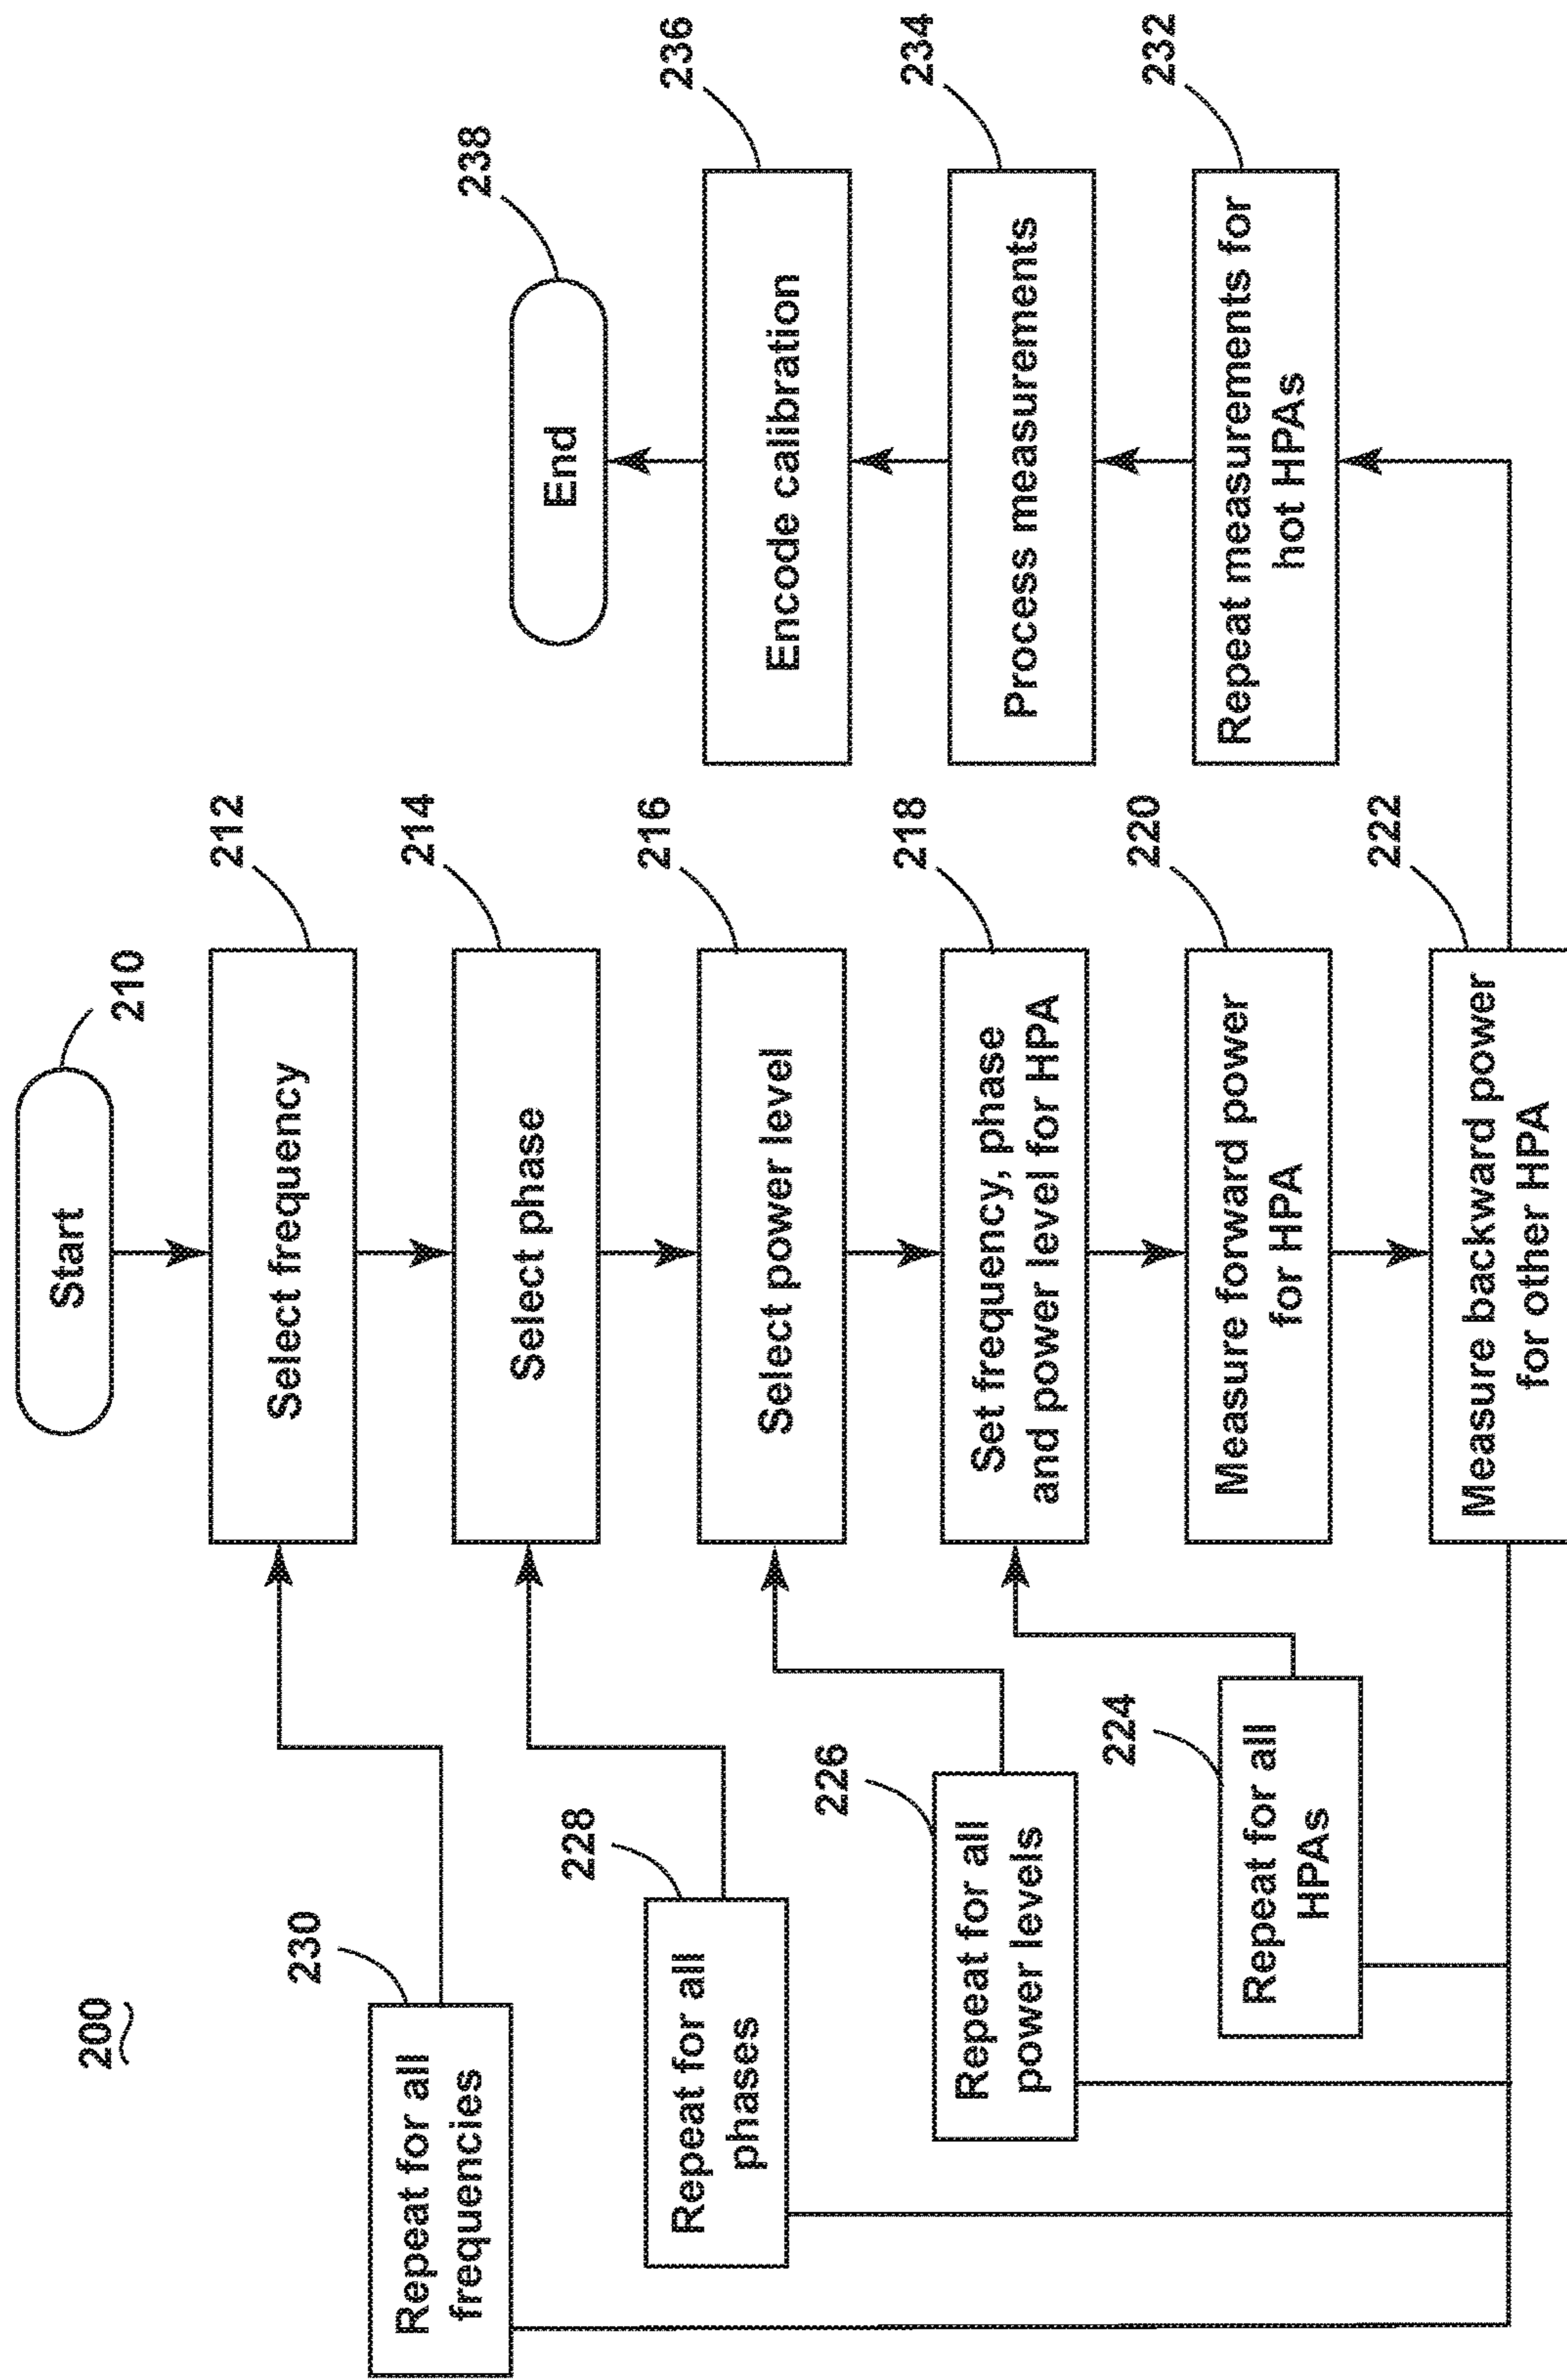 200
Start
210
Select frequency
212
Select phase
214
Select power level
216
Set frequency, phase
and power level for HPA
218
Measure forward power
for HPA
220
Measure backward power
for other HPA
222
Repeat for all
HPAs
224
Repeat for all
power levels
226
Repeat for all
phases
228
Repeat for all
frequencies
230
Repeat measurements for
hot HPAs
232
Process measurements
234
Encode calibration
236
End
238